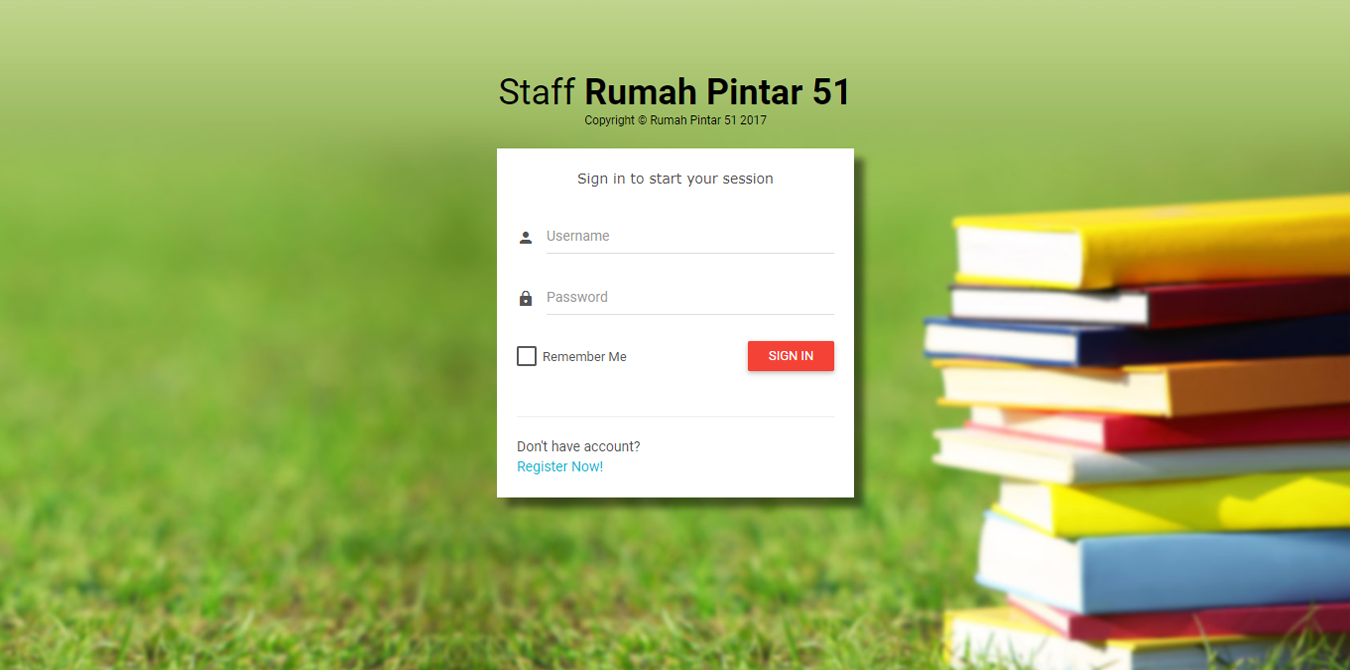 Staff Rumah Pintar 51
Copyright © Rumah Pintar 51 2017
Sign in to start your session
Username
Password
Remember Me
SIGN IN
Don't have account?
Register Now!